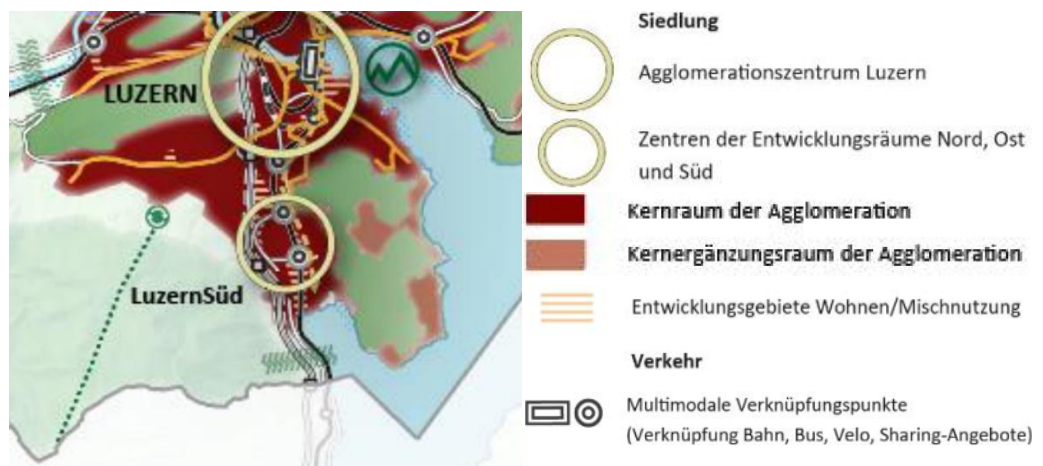 LUZERN
LuzernSüd
Siedlung
Agglomerationszentrum Luzern
Zentren der Entwicklungsräume Nord, Ost
und Süd
Kernraum der Agglomeration
Kernergänzungsraum der Agglomeration
Entwicklungsgebiete Wohnen/Mischnutzung
Verkehr
Multimodale Verknüpfungspunkte
(Verknüpfung Bahn, Bus, Velo, Sharing-Angebote)